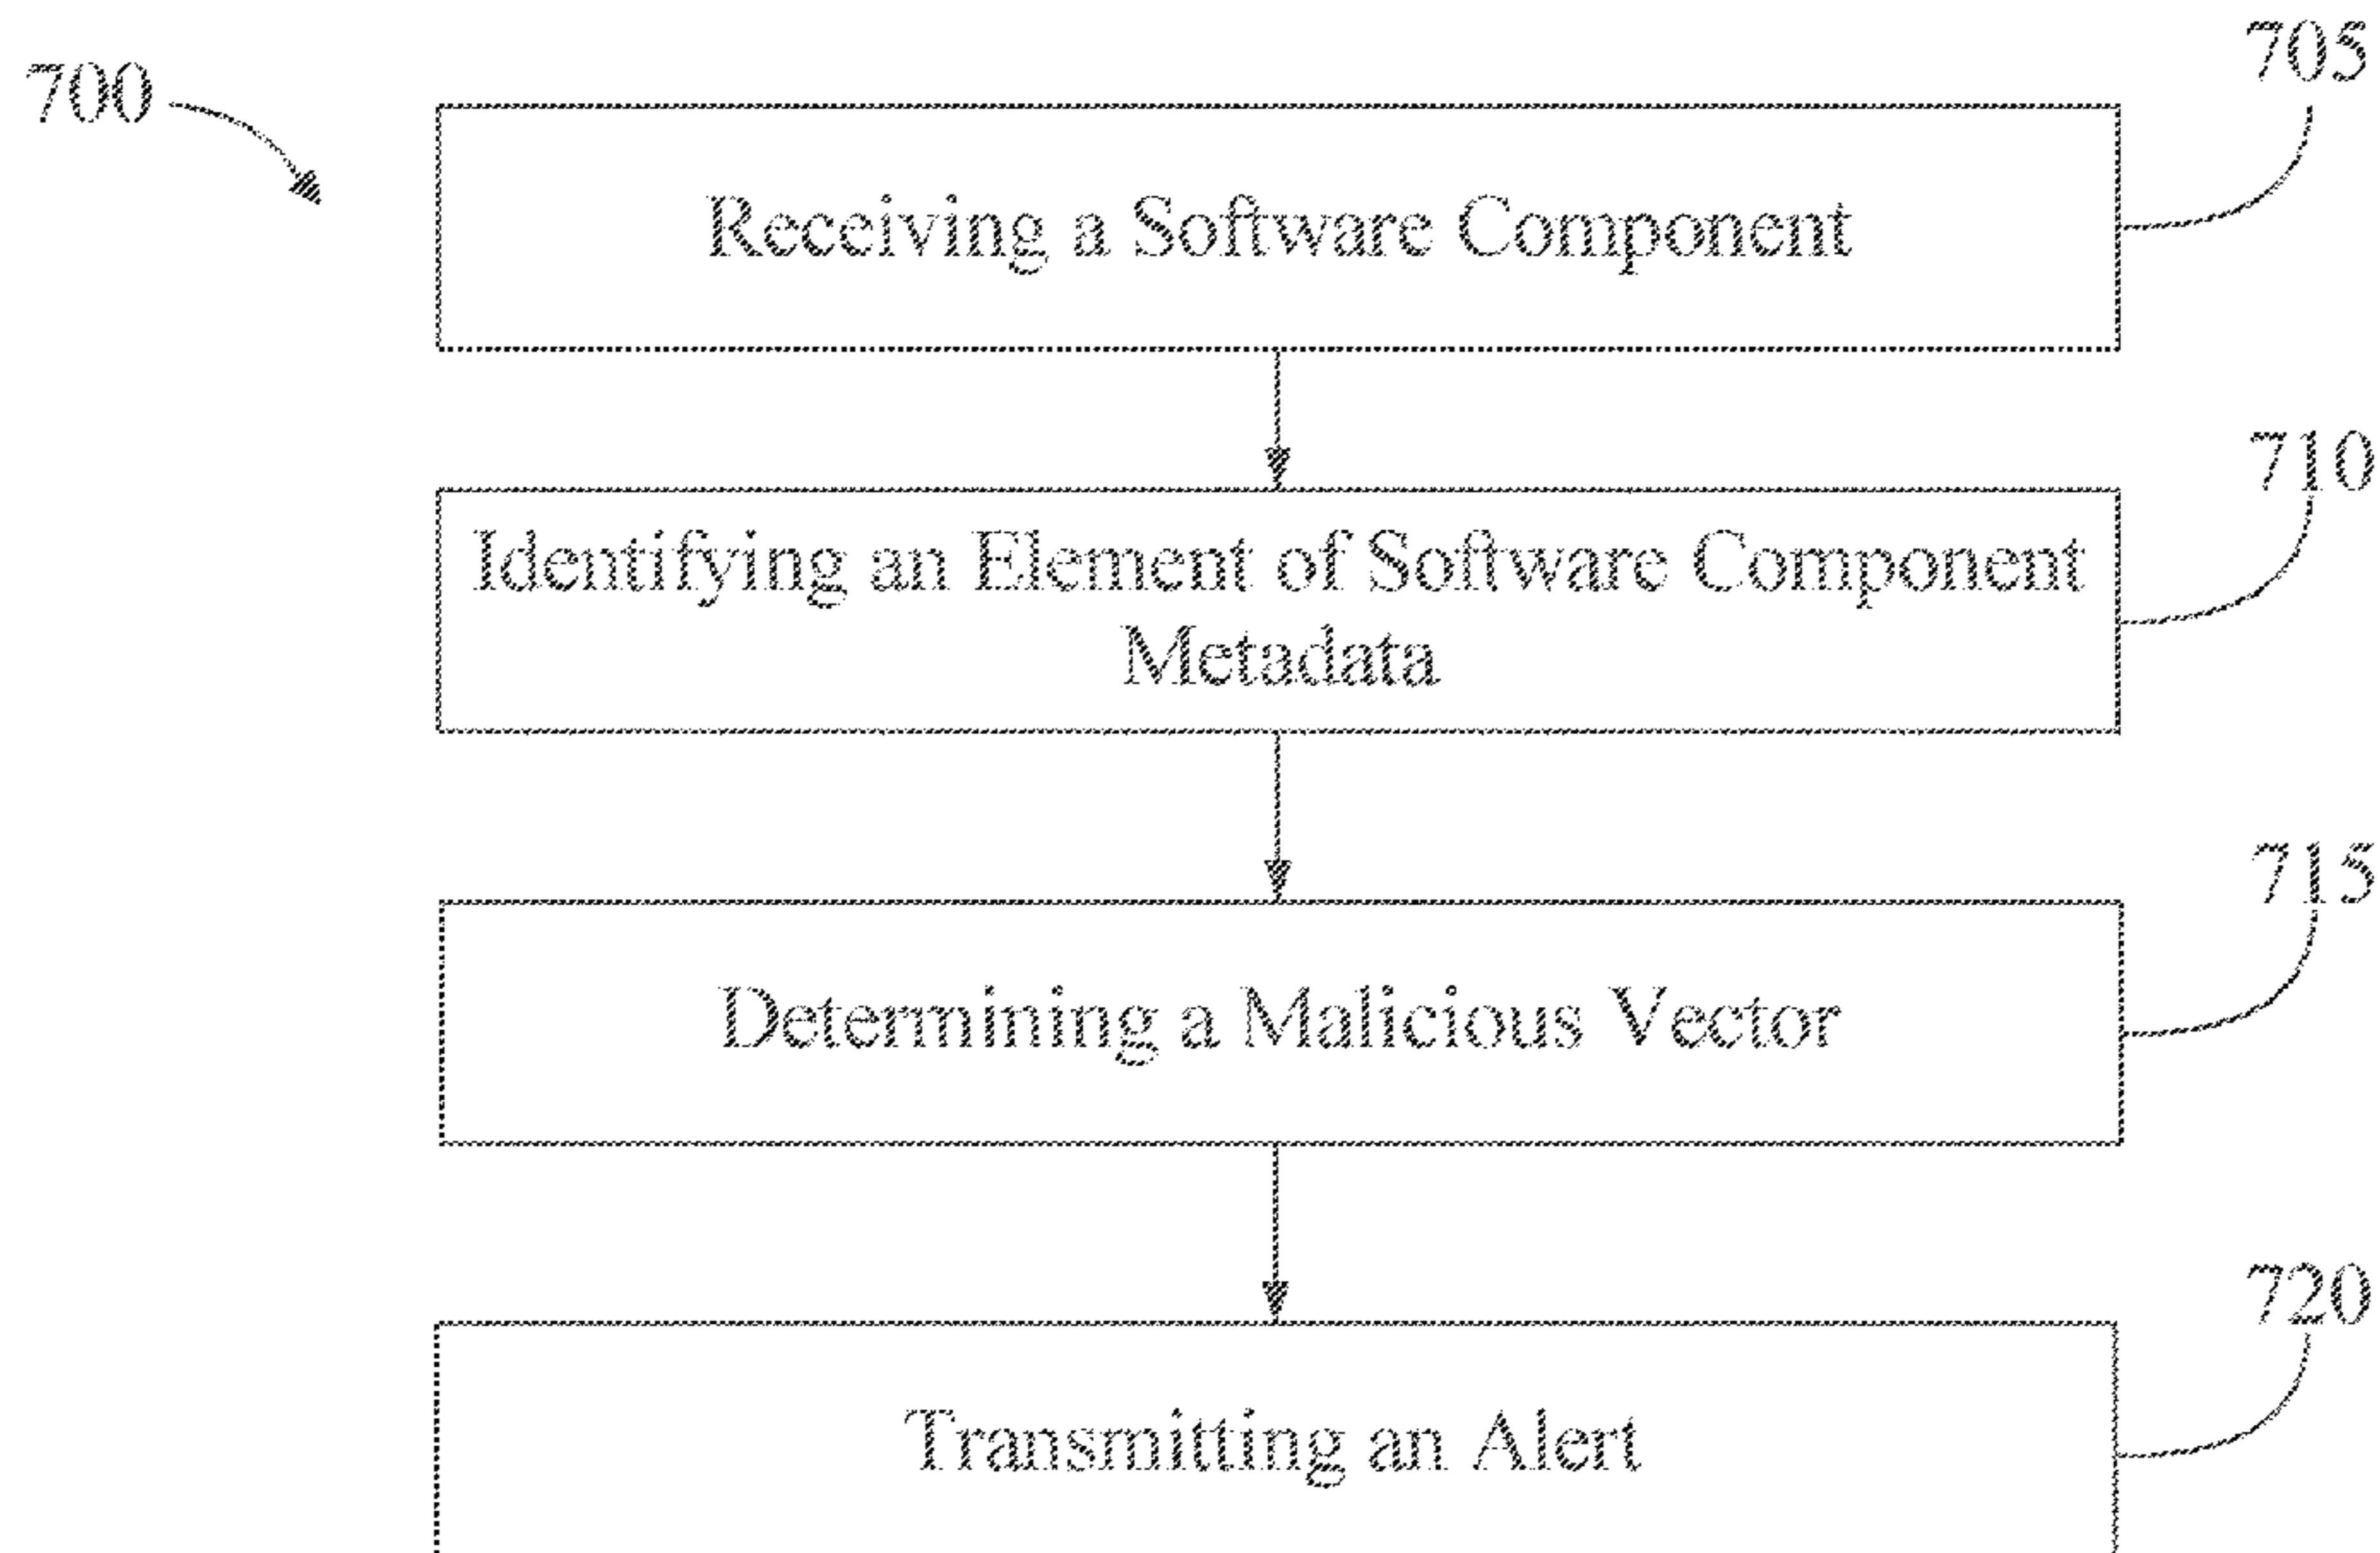 700
705
Receiving a Software Component
710
Identifying an Element of Software Component
Metadata
715
Determining a Malicious Vector
720
Transmitting an Alert